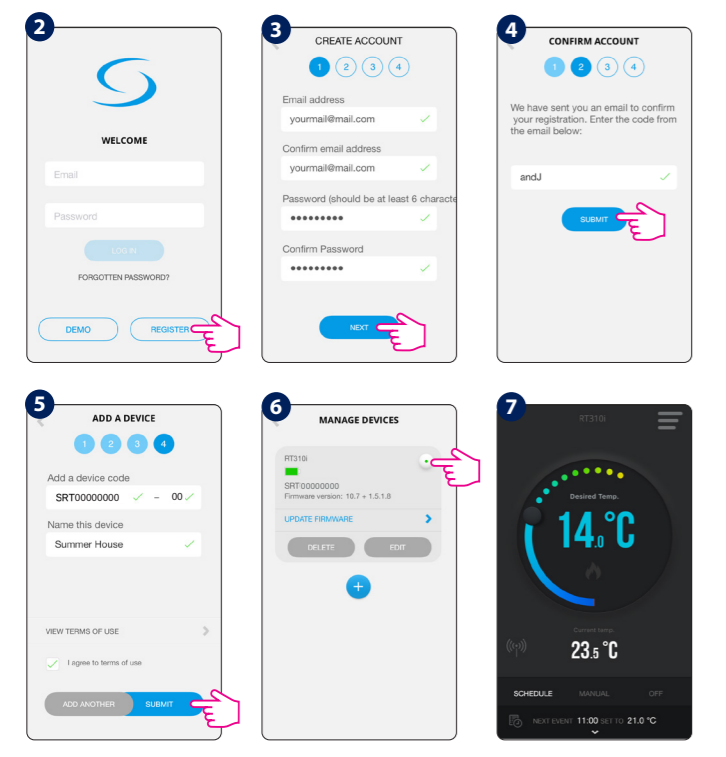 2
WELCOME
Email
Password
LOG IN
FORGOTTEN PASSWORD?
DEMO
REGISTER
3
CREATE ACCOUNT
1 2 3 4
Email address
yourmail@mail.com
Confirm email address
yourmail@mail.com
Password (should be at least 6 characte
●●●●●●●●●
Confirm Password
●●●●●●●●●
NEXT
4
CONFIRM ACCOUNT
1 2 3 4
We have sent you an email to confirm
your registration. Enter the code from
the email below:
andJ
SUBMIT
5
ADD A DEVICE
1 2 3 4
Add a device code
SRT00000000 – 00
Name this device
Summer House
VIEW TERMS OF USE
I agree to terms of use
ADD ANOTHER SUBMIT
6
MANAGE DEVICES
RT310i
SRT00000000
Firmware version: 10.7 + 1.5.1.8
UPDATE FIRMWARE
DELETE EDIT
+
7
RT310i
Desired Temp.
14.0 °C
Current temp.
23.5 °C
SCHEDULE MANUAL OFF
NEXT EVENT 11:00 SET TO 21.0 °C